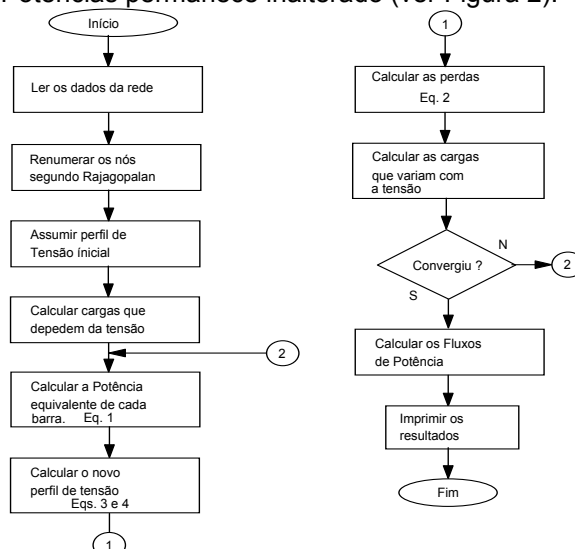 Potências permanece inalterado (ver Figura 2).
Início
Ler os dados da rede
Renumerar os nós
segundo Rajagopalan
Assumir perfil de
Tensão ínicial
Calcular cargas que
depedem da tensão
2
Calcular a Potência
equivalente de cada
barra. Eq. 1
Calcular o novo
perfil de tensão
Eqs. 3 e 4
1
1
Calcular as perdas
Eq. 2
Calcular as cargas
que variam com
a tensão
Convergiu ?
N
2
S
Calcular os Fluxos
de Potência
Imprimir os
resultados
Fim